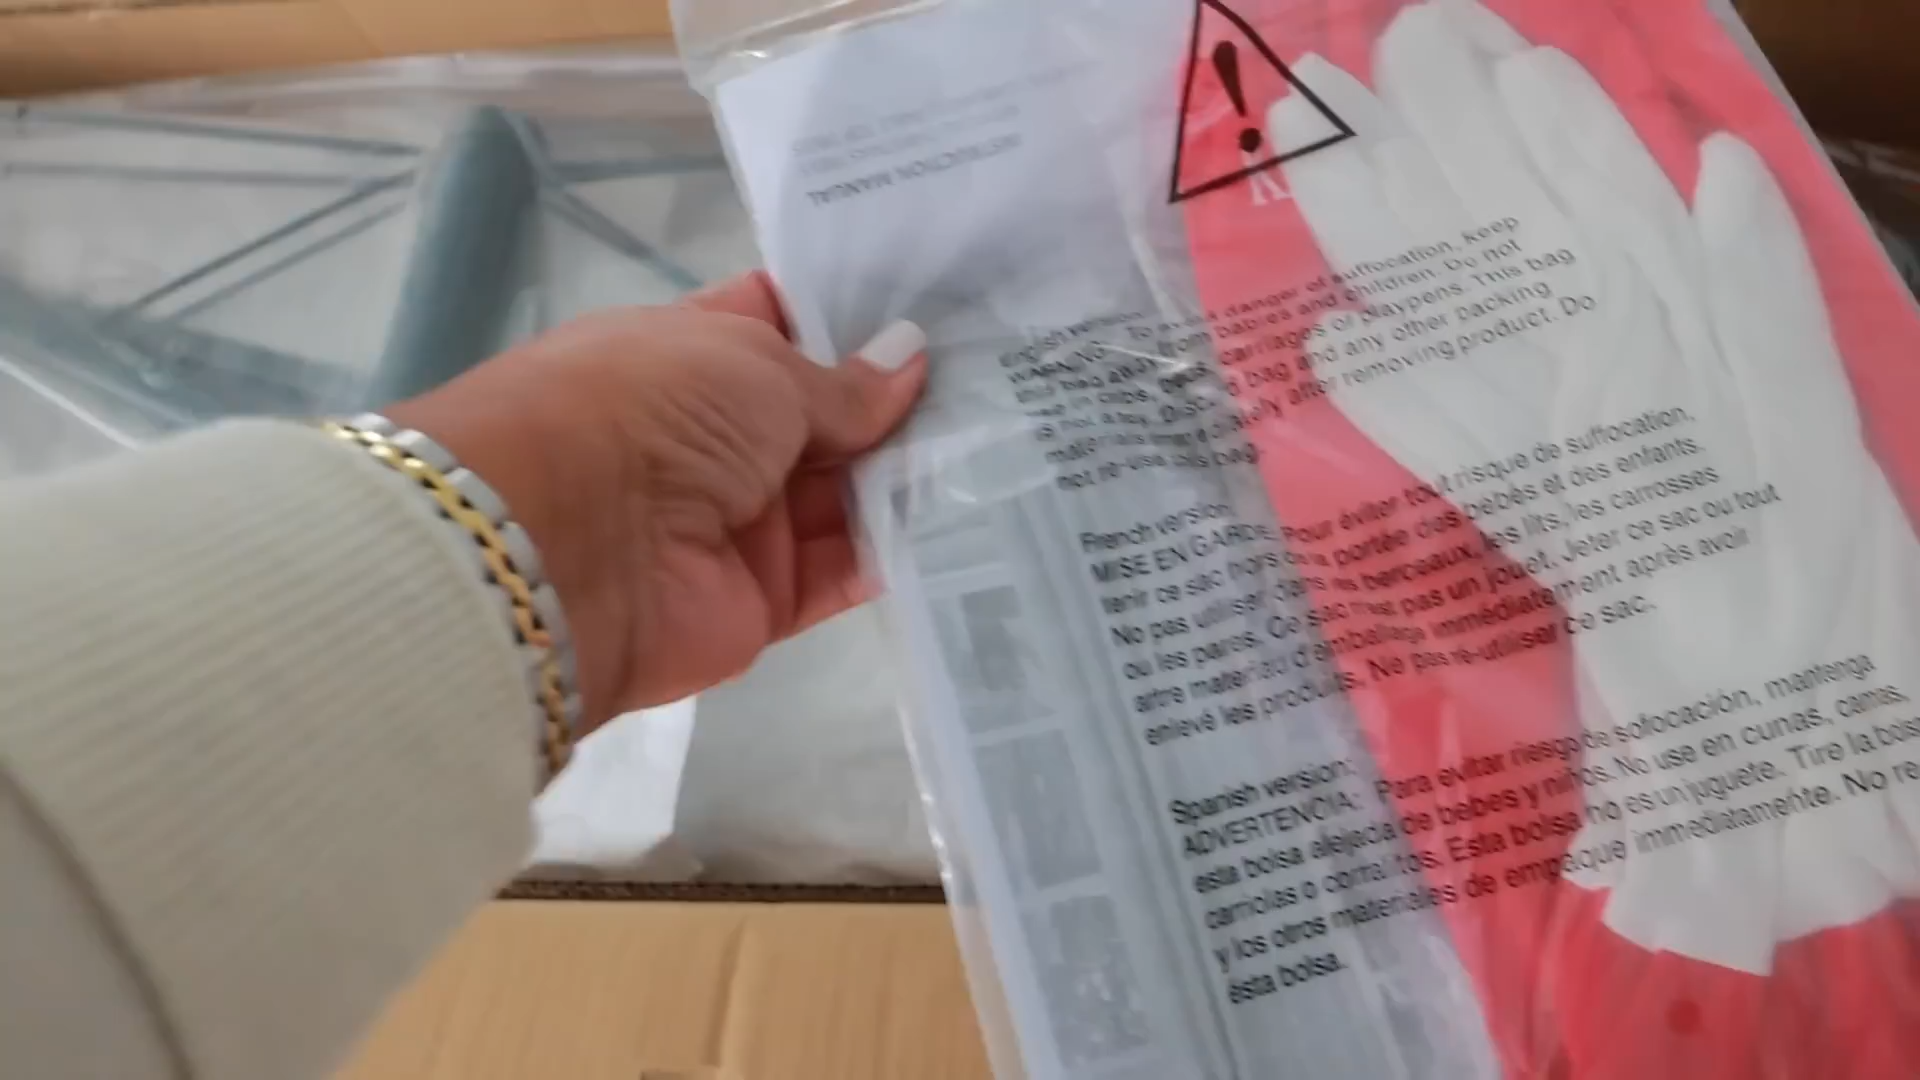 INSTRUCTION MANUAL
English version:
WARNING: To avoid danger of suffocation, keep
this bag away from babies and children. Do not
use in cribs, beds, carriages or playpens. This bag
is not a toy. Discard bag and any other packing
materials immediately after removing product. Do
not re-use this bag.
French version:
MISE EN GARDE: Pour éviter tout risque de suffocation,
tenir ce sac hors de la portée des bebés et des enfants.
No pas utiliser dans les berceaux, les lits, les carrosses
ou les parcs. Ce sac n'est pas un jouet. Jeter ce sac ou tout
artre materiau d'emballage immédiatement après avoir
enlevé les produits. Ne pas re-utiliser ce sac.
Spanish version:
ADVERTENCIA: Para evitar riesgo de sofocación, mantenga
esta bolsa alejada de bebes y niños. No use en cunas, camas,
carriolas o corralitos. Esta bolsa no es un juguete. Tire la bolsa
y los otros materiales de empaque immediatamente. No re
ésta bolsa.